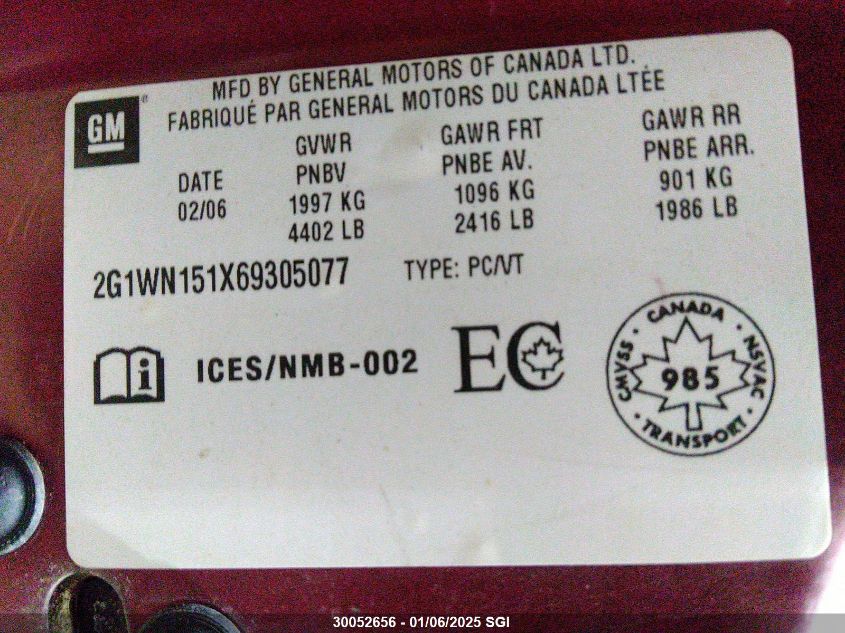 MFD BY GENERAL MOTORS OF CANADA LTD.
FABRIQUÉ PAR GENERAL MOTORS DU CANADA LTÉE
GM ®
DATE
02/06
GVWR
PNBV
1997 KG
4402 LB
GAWR FRT
PNBE AV.
1096 KG
2416 LB
GAWR RR
PNBE ARR.
901 KG
1986 LB
2G1WN151X69305077 TYPE: PC/VT
i ICES/NMB-002 EC
CANADA
CMVSS 985 NSVAC
TRANSPORT
30052656 - 01/06/2025 SGI